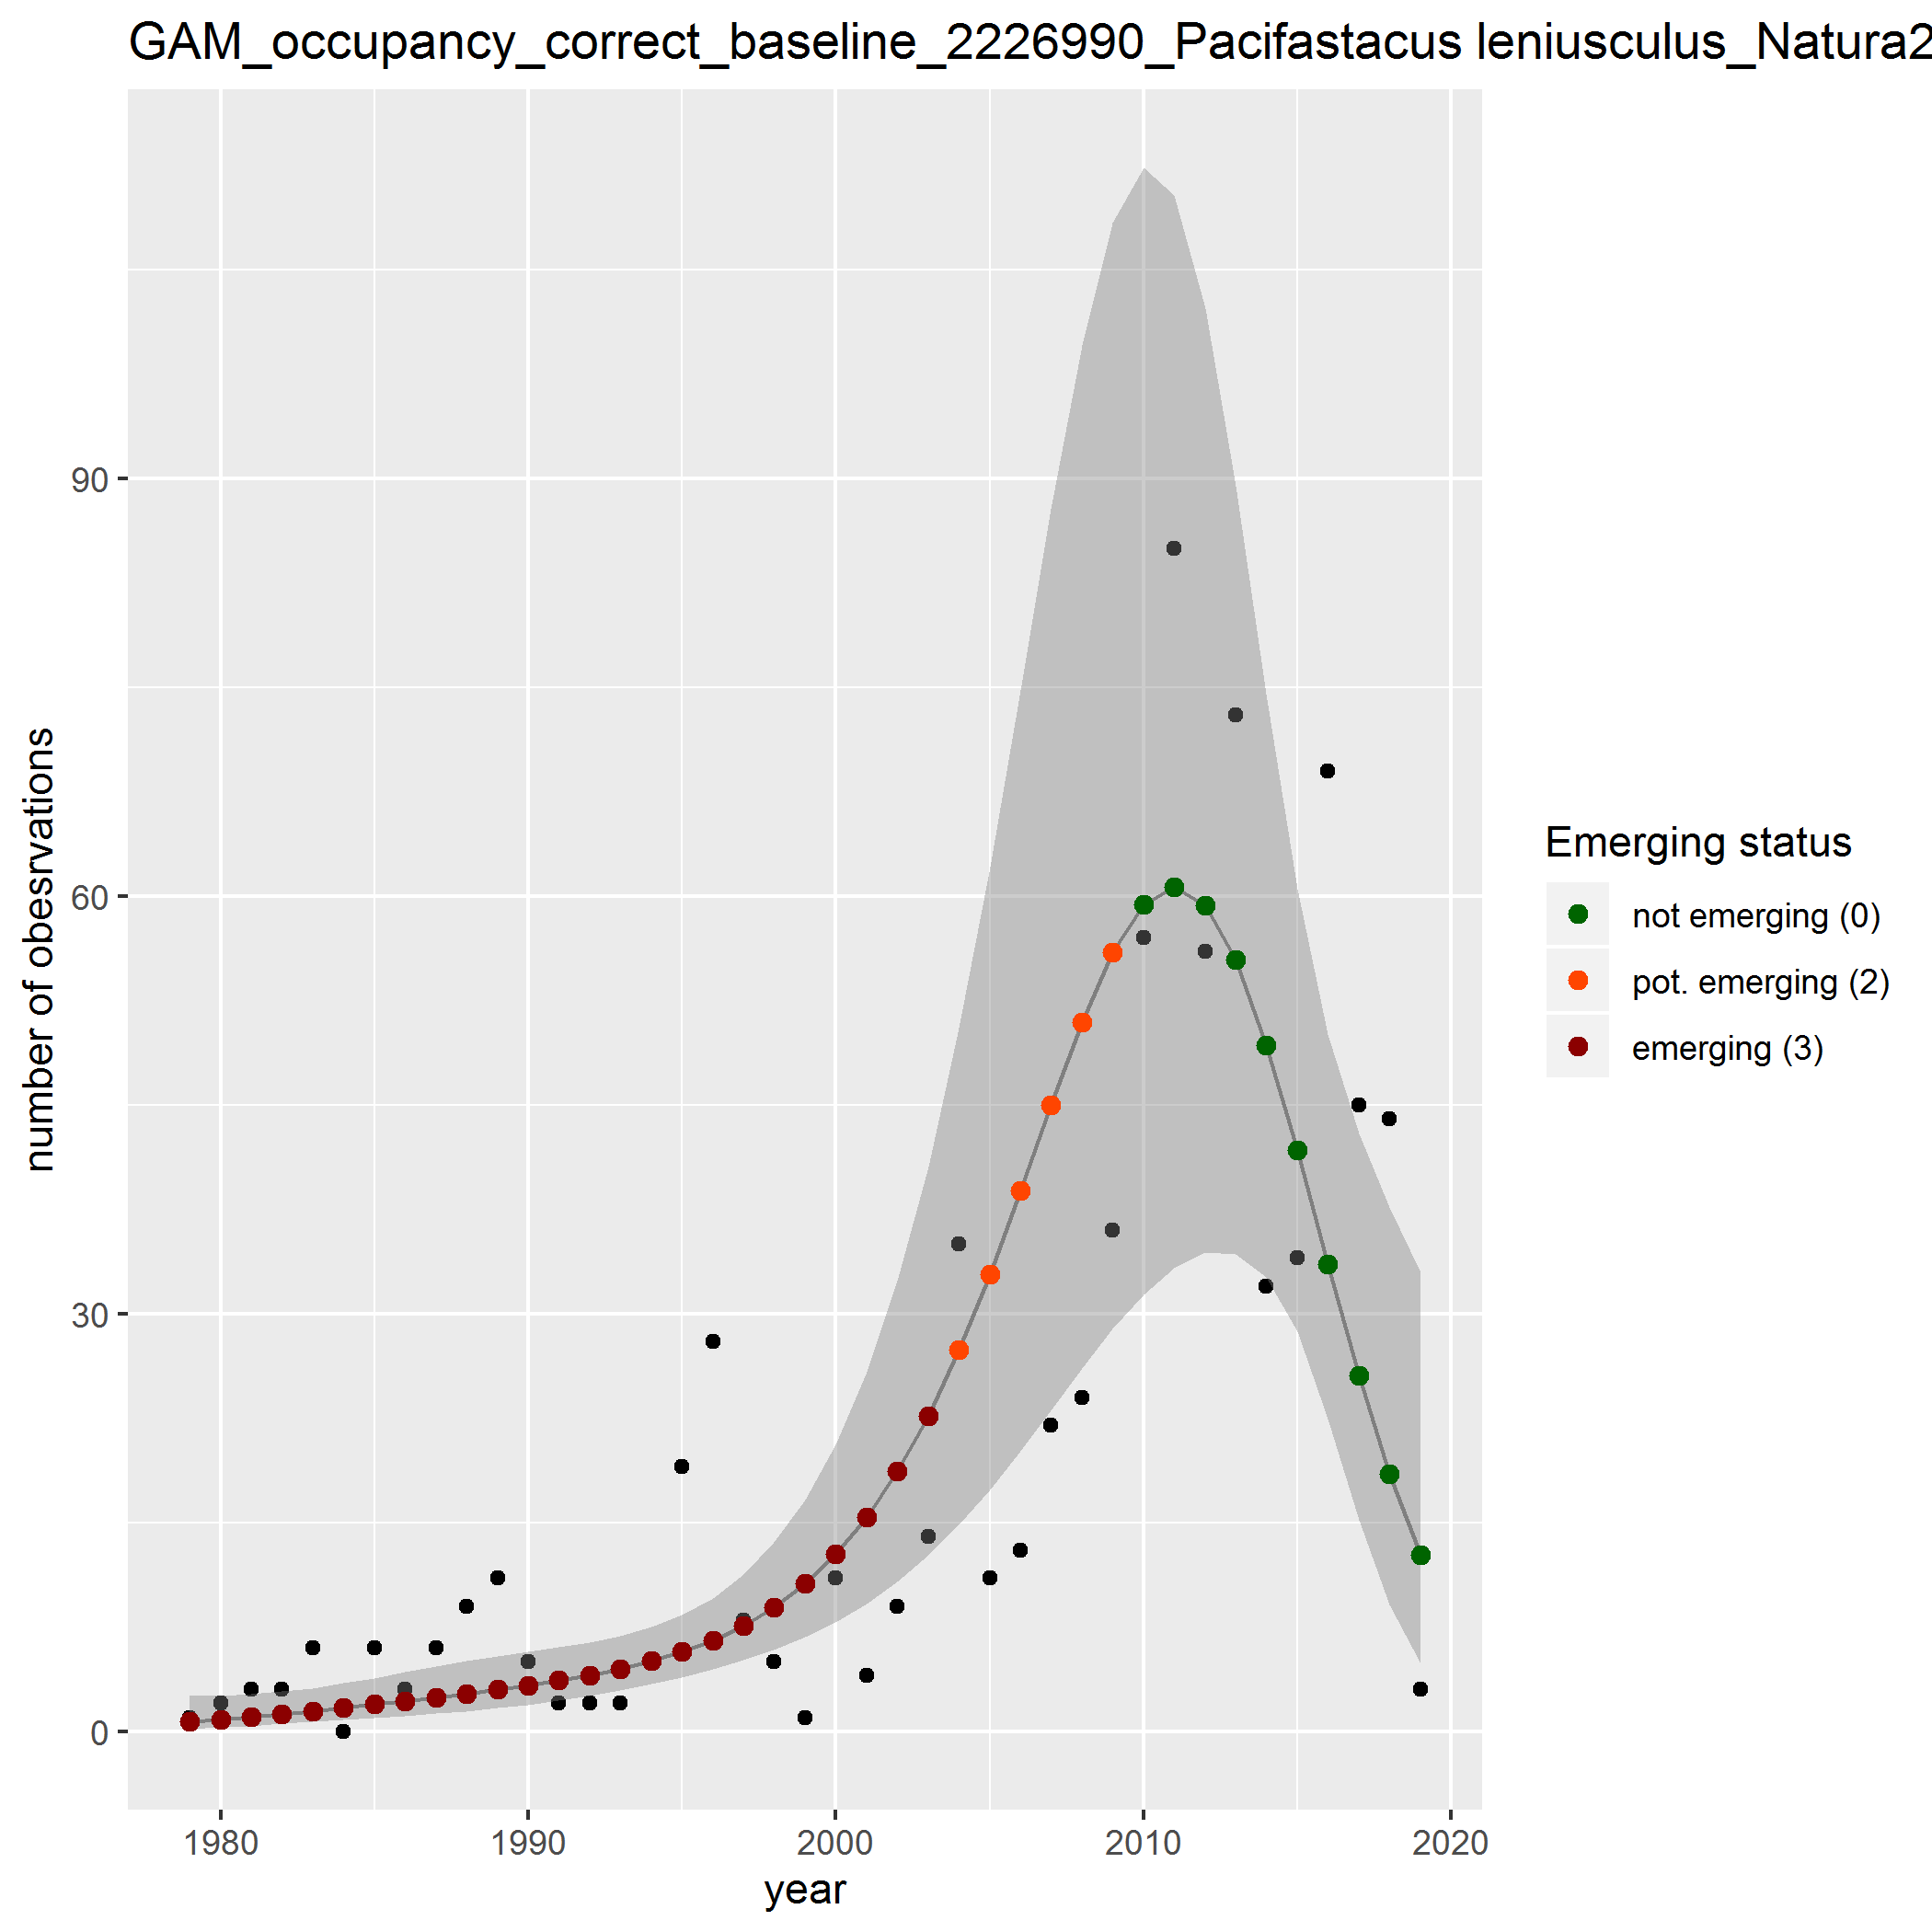 GAM_occupancy_correct_baseline_2226990_Pacifastacus leniusculus_Natura2
number of obesrvations
90
60
30
0
1980 1990 2000 2010 2020
year
Emerging status
not emerging (0)
pot. emerging (2)
emerging (3)